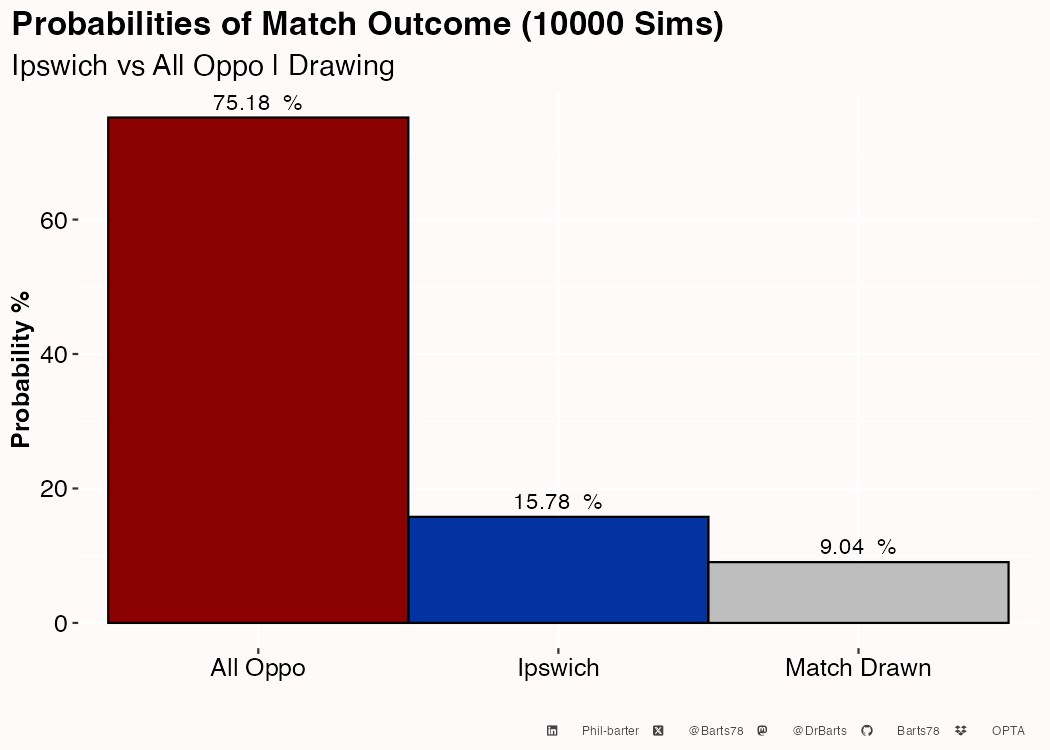 Probabilities of Match Outcome (10000 Sims)
Ipswich vs All Oppo | Drawing
75.18 %
15.78 %
9.04 %
60
40
20
0
Probability %
All Oppo Ipswich Match Drawn
Phil-barter @Barts78 @DrBarts Barts78 OPTA